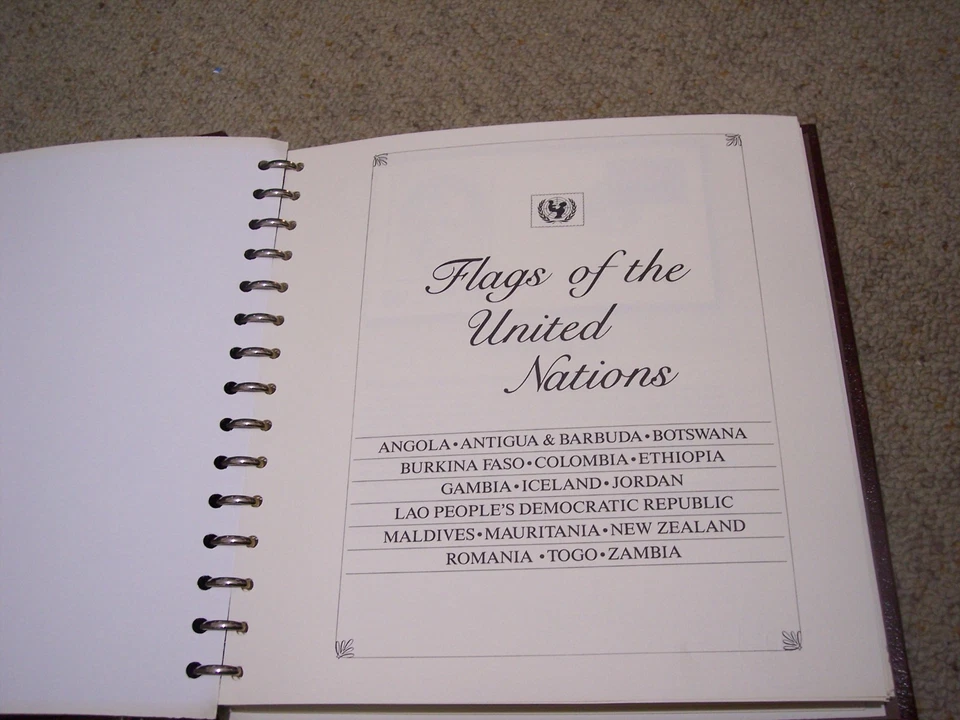 Flags of the
United
Nations
ANGOLA•ANTIGUA & BARBUDA•BOTSWANA
BURKINA FASO•COLOMBIA•ETHIOPIA
GAMBIA•ICELAND•JORDAN
LAO PEOPLE'S DEMOCRATIC REPUBLIC
MALDIVES•MAURITANIA•NEW ZEALAND
ROMANIA •TOGO•ZAMBIA